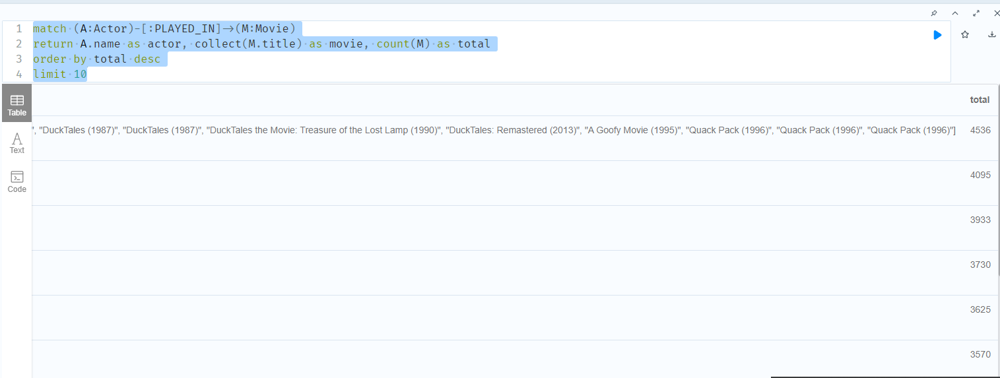 1 match (A:Actor)-[:PLAYED_IN]->(M:Movie)
2 return A.name as actor, collect(M.title) as movie, count(M) as total
3 order by total desc
4 limit 10
Table
total
", "DuckTales (1987)", "DuckTales (1987)", "DuckTales the Movie: Treasure of the Lost Lamp (1990)", "DuckTales: Remastered (2013)", "A Goofy Movie (1995)", "Quack Pack (1996)", "Quack Pack (1996)", "Quack Pack (1996)"] 4536
A
Text
4095
Code
3933
3730
3625
3570